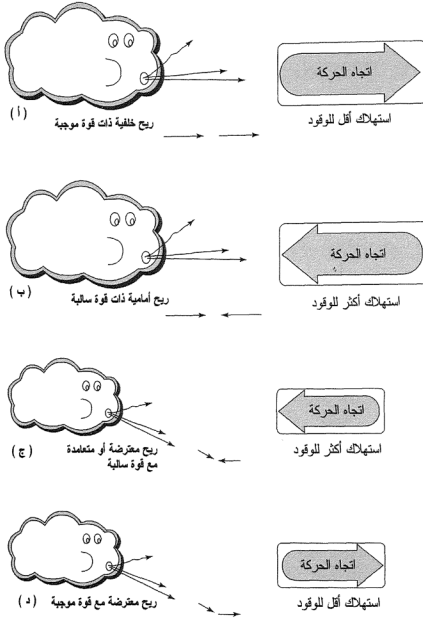 اتجاه الحركة
استهلاك أقل للوقود
ريح خلفية ذات قوة موجبة
( أ )
اتجاه الحركة
استهلاك أكثر للوقود
ريح أمامية ذات قوة سالبة
( ب )
اتجاه الحركة
استهلاك أكثر للوقود
ريح معترضة أو متعامدة
مع قوة سالبة
( ج )
اتجاه الحركة
استهلاك أقل للوقود
ريح معترضة مع قوة موجبة
( د )